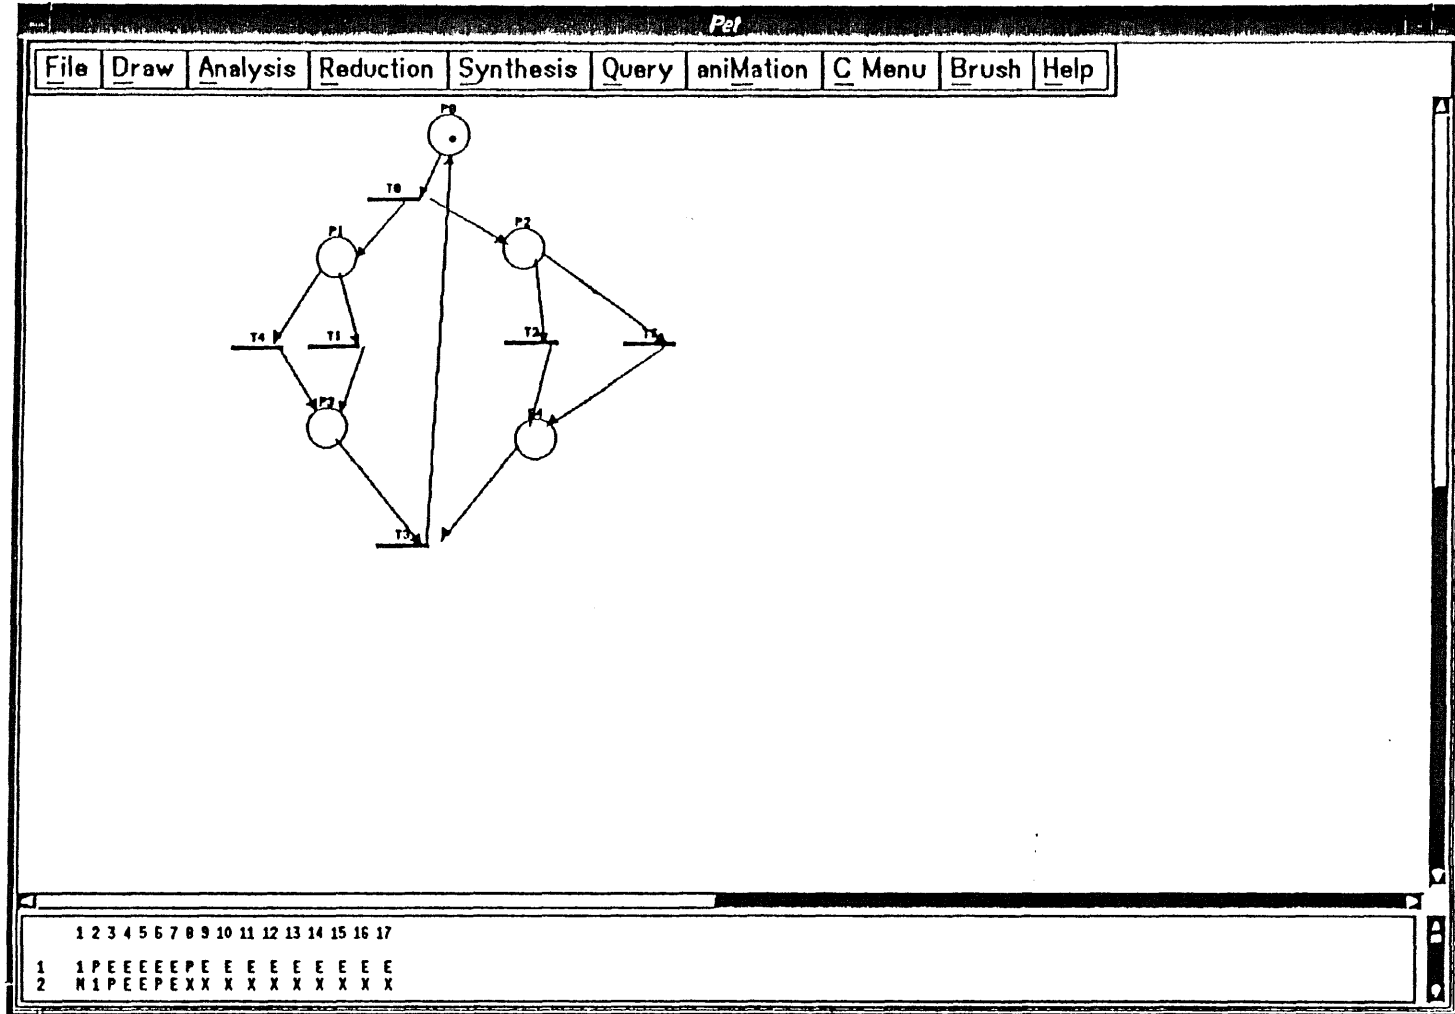 Pet
File Draw Analysis Reduction Synthesis Query aniMation C Menu Brush Help
P0
T0
P1
P2
T4 T1 T2
P3
T3
1 2 3 4 5 6 7 8 9 10 11 12 13 14 15 16 17
1 1 P E E E E E P E E E E E E E E E
2 N 1 P E E P E X X X X X X X X X X